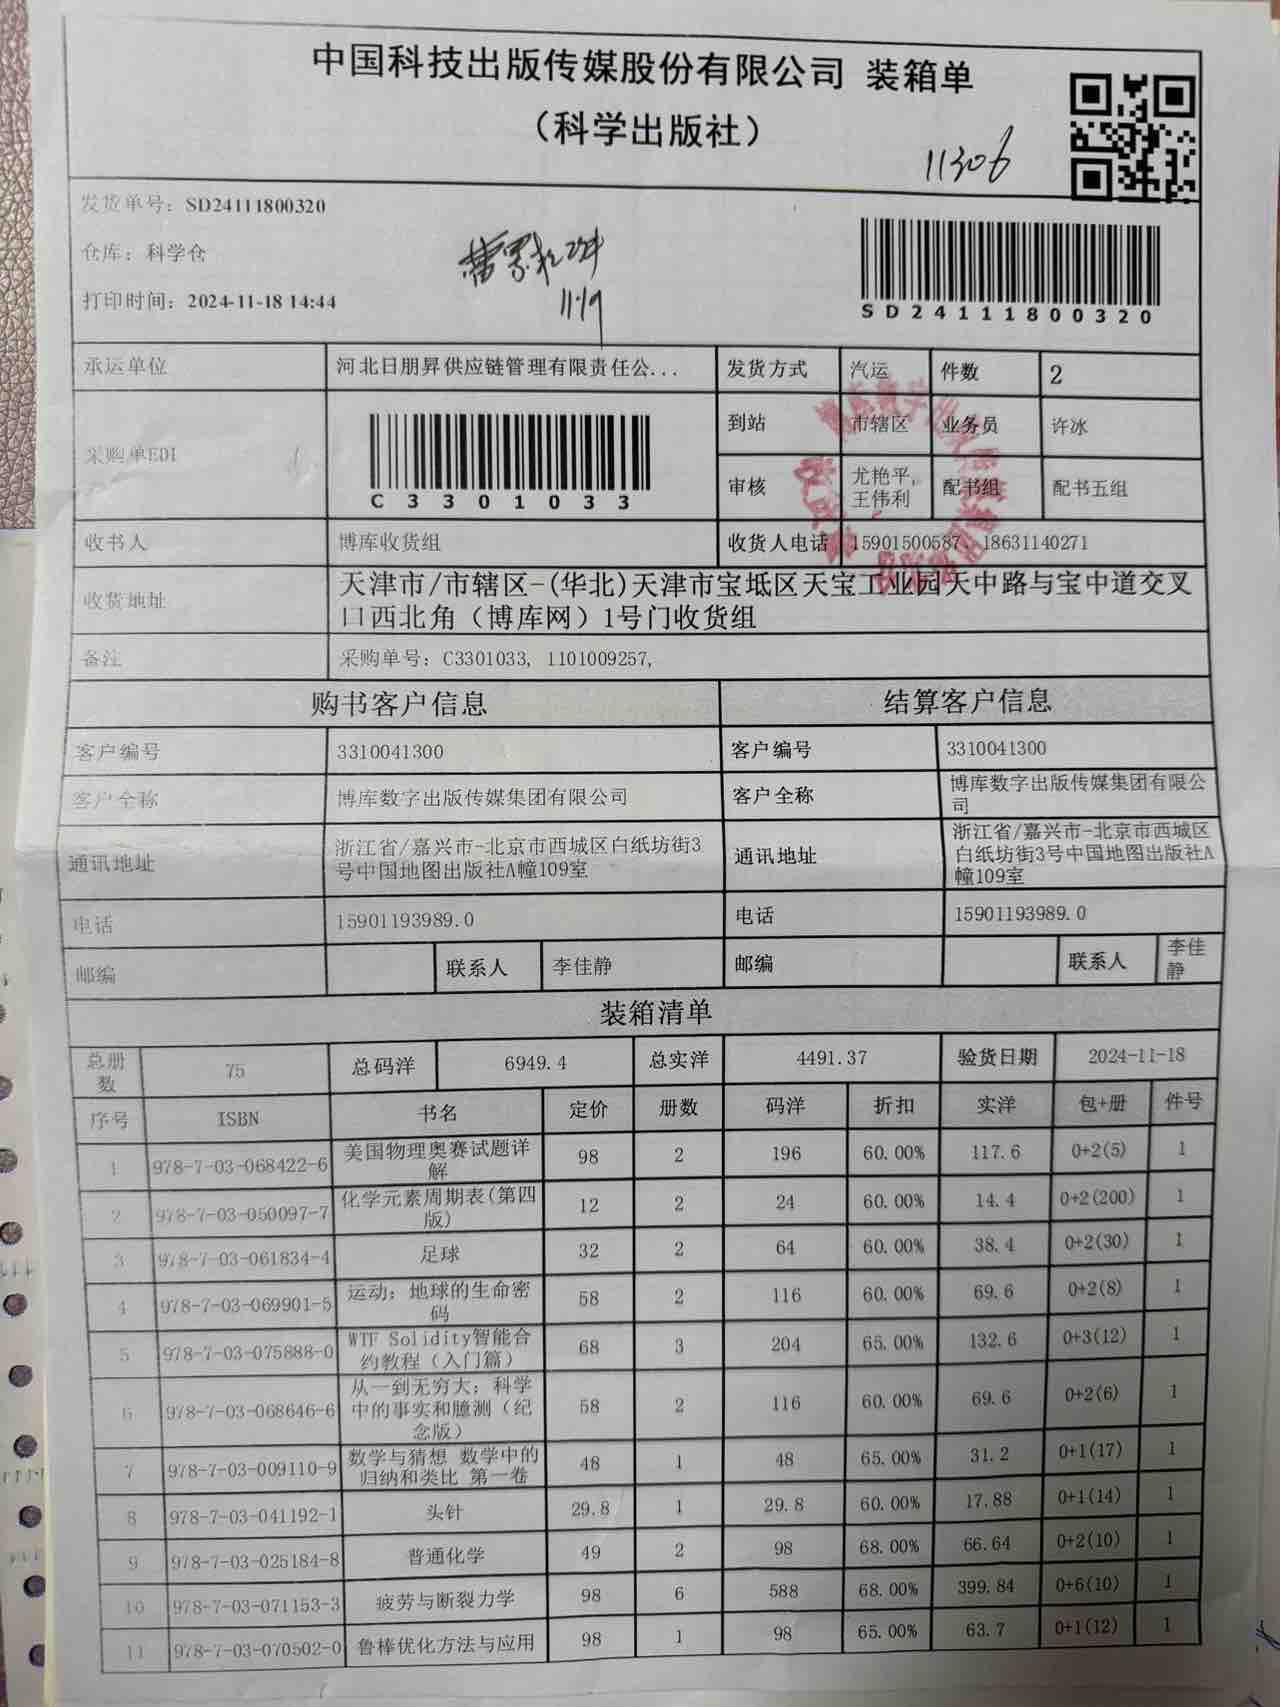 中国科技出版传媒股份有限公司 装箱单
（科学出版社）
11306
发货单号：SD24111800320
仓库：科学仓
打印时间：2024-11-18 14:44
11.19
SD24111800320
承运单位 河北日朋昇供应链管理有限责任公... 发货方式 汽运 件数 2
采购单EDI C3301033 到站 市辖区 业务员 许冰
审核 尤艳平,王伟利 配书组 配书五组
收书人 博库收货组 收货人电话 15901500587、18631140271
收货地址 天津市/市辖区-(华北)天津市宝坻区天宝工业园天中路与宝中道交叉
口西北角（博库网）1号门收货组
备注 采购单号：C3301033, 1101009257,
购书客户信息 结算客户信息
客户编号 3310041300 客户编号 3310041300
客户全称 博库数字出版传媒集团有限公司 客户全称 博库数字出版传媒集团有限公司
通讯地址 浙江省/嘉兴市-北京市西城区白纸坊街3号中国地图出版社A幢109室 通讯地址 浙江省/嘉兴市-北京市西城区白纸坊街3号中国地图出版社A幢109室
电话 15901193989.0 电话 15901193989.0
邮编 联系人 李佳静 邮编 联系人 李佳静
装箱清单
总册数 75 总码洋 6949.4 总实洋 4491.37 验货日期 2024-11-18
序号 ISBN 书名 定价 册数 码洋 折扣 实洋 包+册 件号
1 978-7-03-068422-6 美国物理奥赛试题详解 98 2 196 60.00% 117.6 0+2(5) 1
2 978-7-03-050097-7 化学元素周期表(第四版) 12 2 24 60.00% 14.4 0+2(200) 1
3 978-7-03-061834-4 足球 32 2 64 60.00% 38.4 0+2(30) 1
4 978-7-03-069901-5 运动：地球的生命密码 58 2 116 60.00% 69.6 0+2(8) 1
5 978-7-03-075888-0 WTF Solidity智能合约教程（入门篇） 68 3 204 65.00% 132.6 0+3(12) 1
6 978-7-03-068646-6 从一到无穷大：科学中的事实和臆测（纪念版） 58 2 116 60.00% 69.6 0+2(6) 1
7 978-7-03-009110-9 数学与猜想 数学中的归纳和类比 第一卷 48 1 48 65.00% 31.2 0+1(17) 1
8 978-7-03-041192-1 头针 29.8 1 29.8 60.00% 17.88 0+1(14) 1
9 978-7-03-025184-8 普通化学 49 2 98 68.00% 66.64 0+2(10) 1
10 978-7-03-071153-3 疲劳与断裂力学 98 6 588 68.00% 399.84 0+6(10) 1
11 978-7-03-070502-0 鲁棒优化方法与应用 98 1 98 65.00% 63.7 0+1(12) 1